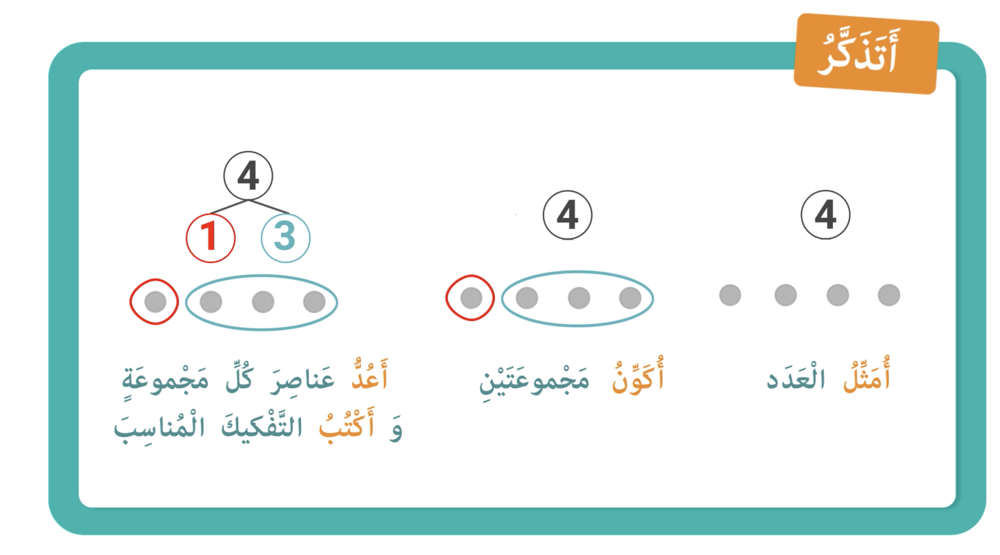 أَتَذَكَّرُ
4
أُمَثِّلُ الْعَدَد
4
أُكَوِّنُ مَجْموعَتَيْنِ
4
3 1
أَعُدُّ عَناصِرَ كُلِّ مَجْموعَةٍ
وَ أَكْتُبُ التَّفْكيكَ الْمُناسِبَ